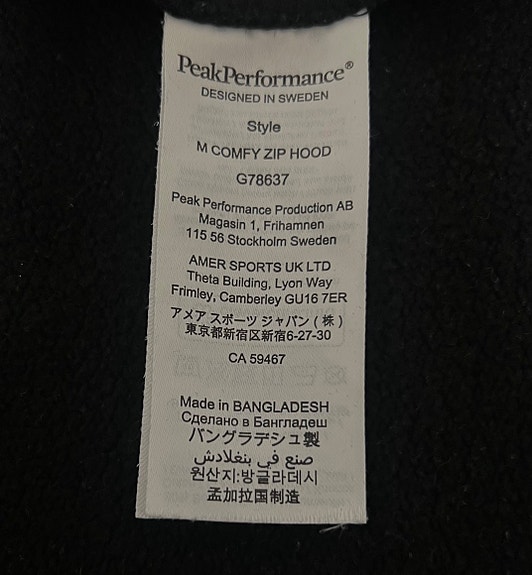 PeakPerformance®
DESIGNED IN SWEDEN
Style
M COMFY ZIP HOOD
G78637
Peak Performance Production AB
Magasin 1, Frihamnen
115 56 Stockholm Sweden
AMER SPORTS UK LTD
Theta Building, Lyon Way
Frimley, Camberley GU16 7ER
アメア スポーツ ジャパン (株)
東京都新宿区新宿6-27-30
CA 59467
Made in BANGLADESH
Сделано в Бангладеш
バングラデシュ製
صنع في بنغلادش
원산지:방글라데시
孟加拉国制造